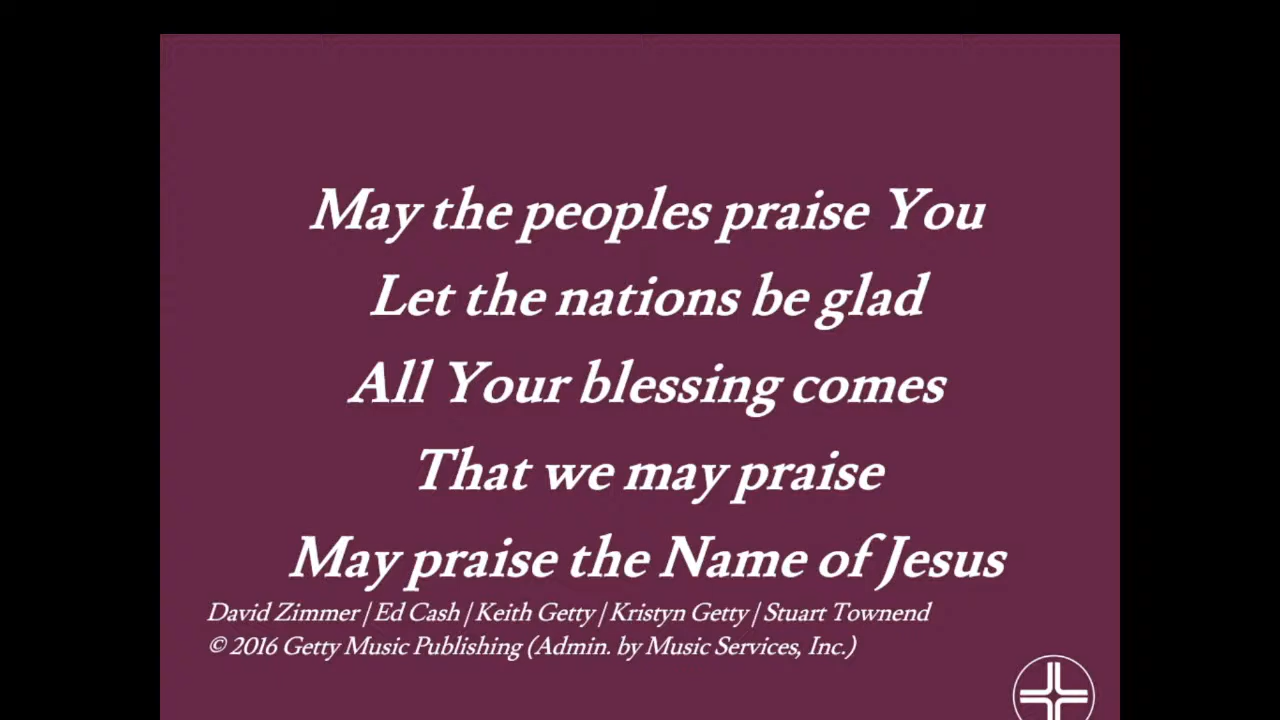 May the peoples praise You
Let the nations be glad
All Your blessing comes
That we may praise
May praise the Name of Jesus
David Zimmer | Ed Cash | Keith Getty | Kristyn Getty | Stuart Townend
© 2016 Getty Music Publishing (Admin. by Music Services, Inc.)